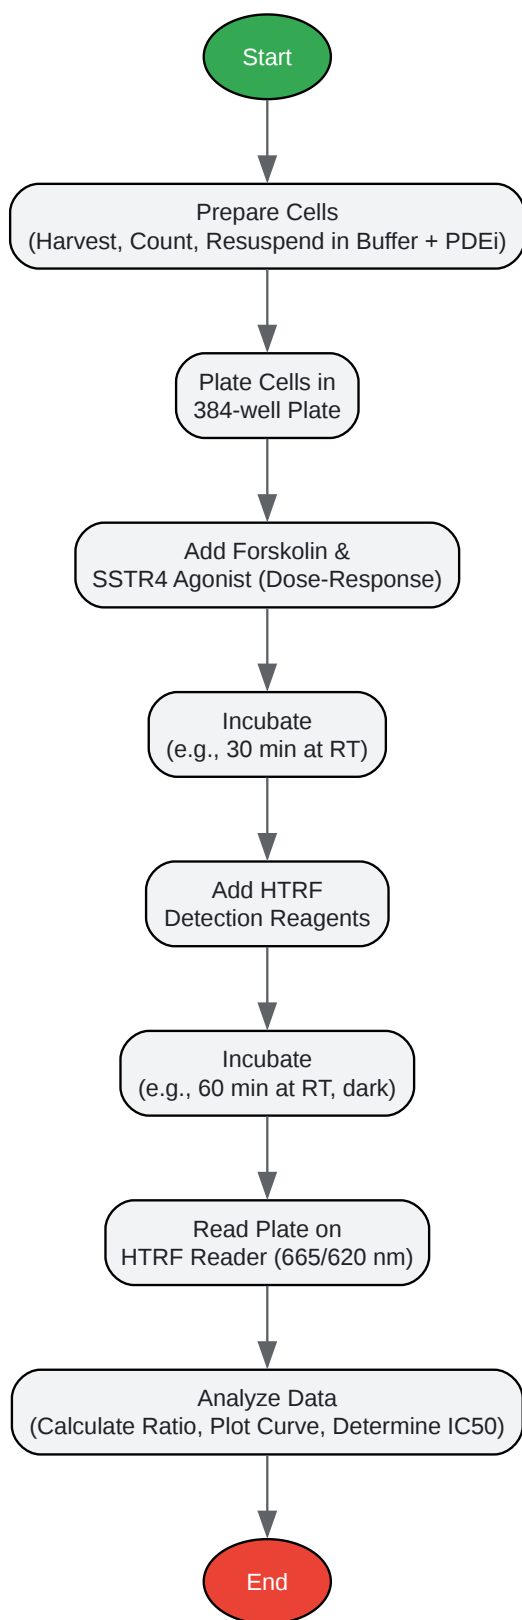 Start
Prepare Cells
(Harvest, Count, Resuspend in Buffer + PDEi)
Plate Cells in
384-well Plate
Add Forskolin &
SSTR4 Agonist (Dose-Response)
Incubate
(e.g., 30 min at RT)
Add HTRF
Detection Reagents
Incubate
(e.g., 60 min at RT, dark)
Read Plate on
HTRF Reader (665/620 nm)
Analyze Data
(Calculate Ratio, Plot Curve, Determine IC50)
End